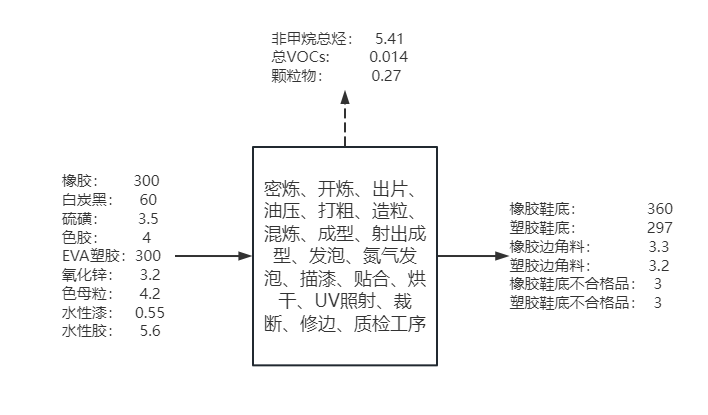 非甲烷总烃： 5.41
总VOCs: 0.014
颗粒物： 0.27
橡胶： 300
白炭黑： 60
硫磺： 3.5
色胶： 4
EVA塑胶： 300
氧化锌： 3.2
色母粒： 4.2
水性漆： 0.55
水性胶： 5.6
密炼、开炼、出片、
油压、打粗、造粒、
混炼、成型、射出成
型、发泡、氮气发
泡、描漆、贴合、烘
干、UV照射、裁
断、修边、质检工序
橡胶鞋底： 360
塑胶鞋底： 297
橡胶边角料： 3.3
塑胶边角料： 3.2
橡胶鞋底不合格品： 3
塑胶鞋底不合格品： 3